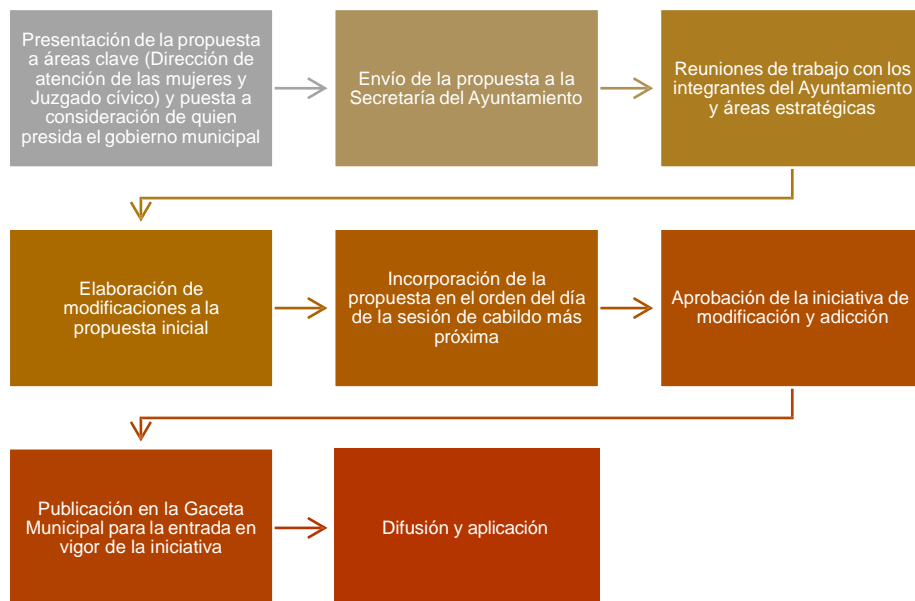 Presentación de la propuesta
a áreas clave (Dirección de
atención de las mujeres y
Juzgado cívico) y puesta a
consideración de quien
presida el gobierno municipal
Envío de la propuesta a la
Secretaría del Ayuntamiento
Reuniones de trabajo con los
integrantes del Ayuntamiento
y áreas estratégicas
Elaboración de
modificaciones a la
propuesta inicial
Incorporación de la
propuesta en el orden del día
de la sesión de cabildo más
próxima
Aprobación de la iniciativa de
modificación y adicción
Publicación en la Gaceta
Municipal para la entrada en
vigor de la iniciativa
Difusión y aplicación